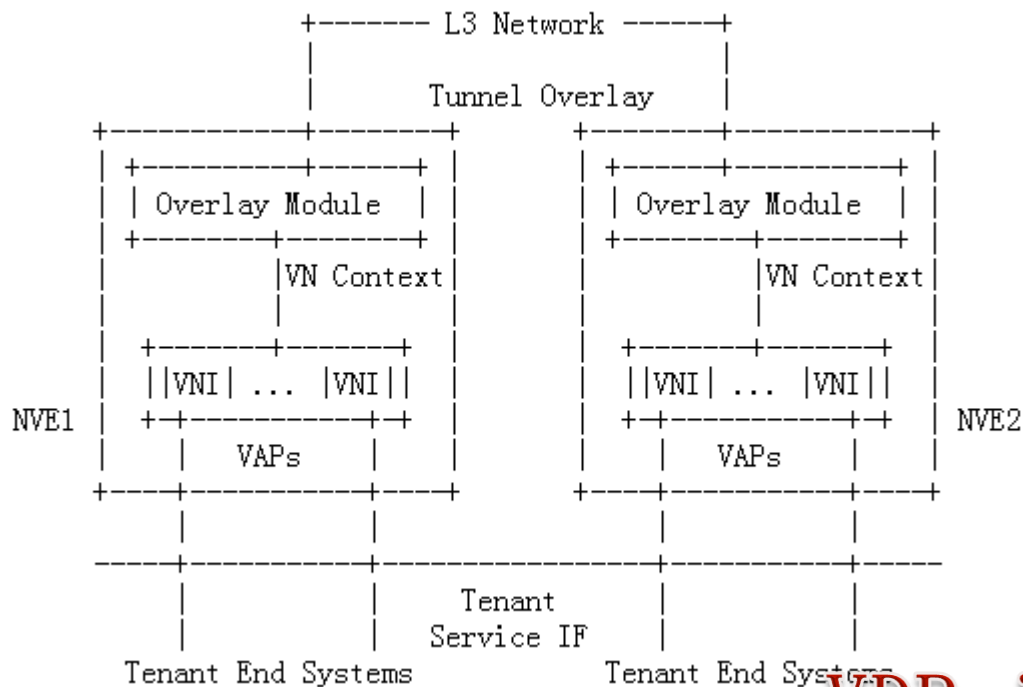 L3 Network
Tunnel Overlay
Overlay Module
Overlay Module
VN Context
VN Context
|VNI| ... |VNI|
|VNI| ... |VNI|
NVE1
NVE2
VAPs
VAPs
Tenant
Service IF
Tenant End Systems
Tenant End Systems